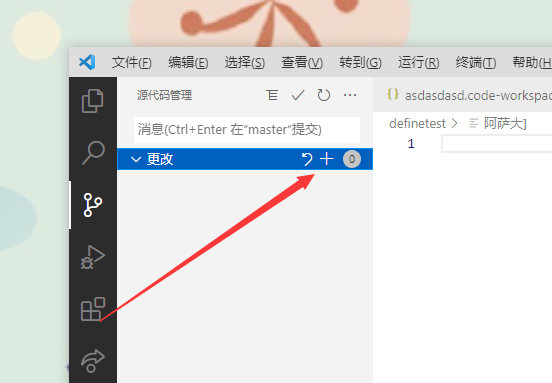 文件(F) 编辑(E) 选择(S) 查看(V) 转到(G) 运行(R) 终端(T) 帮助(H)
源代码管理
消息(Ctrl+Enter 在“master”提交)
更改 0
{} asdasdasd.code-workspac
definetest > 阿萨大]
1